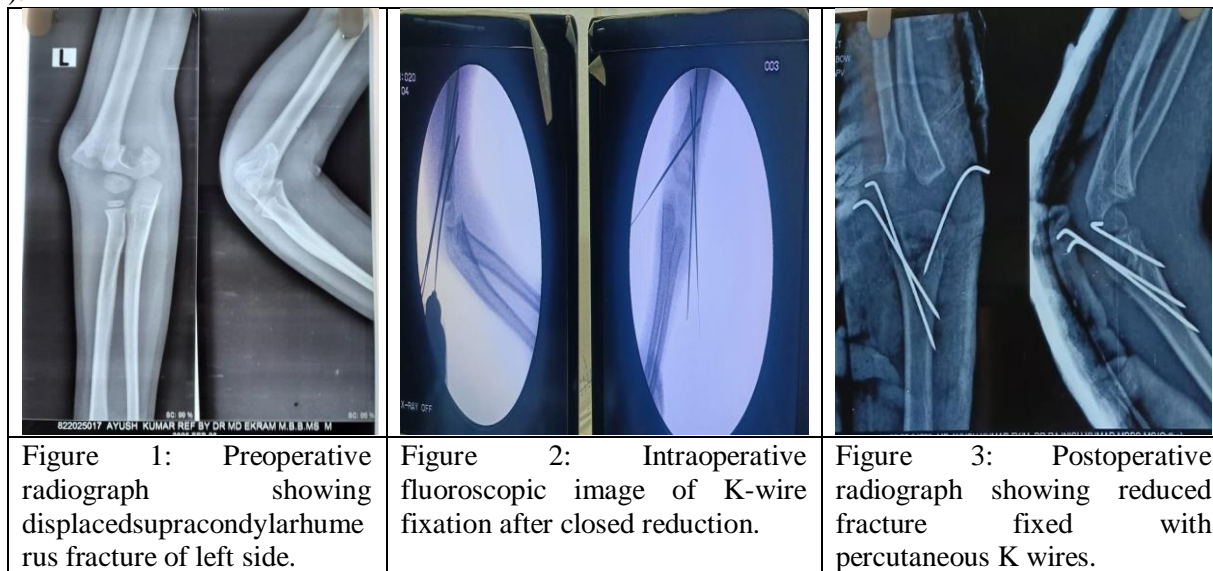 ).
L
SC: 99 %
SC: 99 %
822025017 AYUSH KUMAR REF BY DR MD EKRAM M.B.B.MS M
003
X-RAY OFF
Figure 1: Preoperative
radiograph showing
displacedsupracondylarhume
rus fracture of left side.
Figure 2: Intraoperative
fluoroscopic image of K-wire
fixation after closed reduction.
Figure 3: Postoperative
radiograph showing reduced
fracture fixed with
percutaneous K wires.